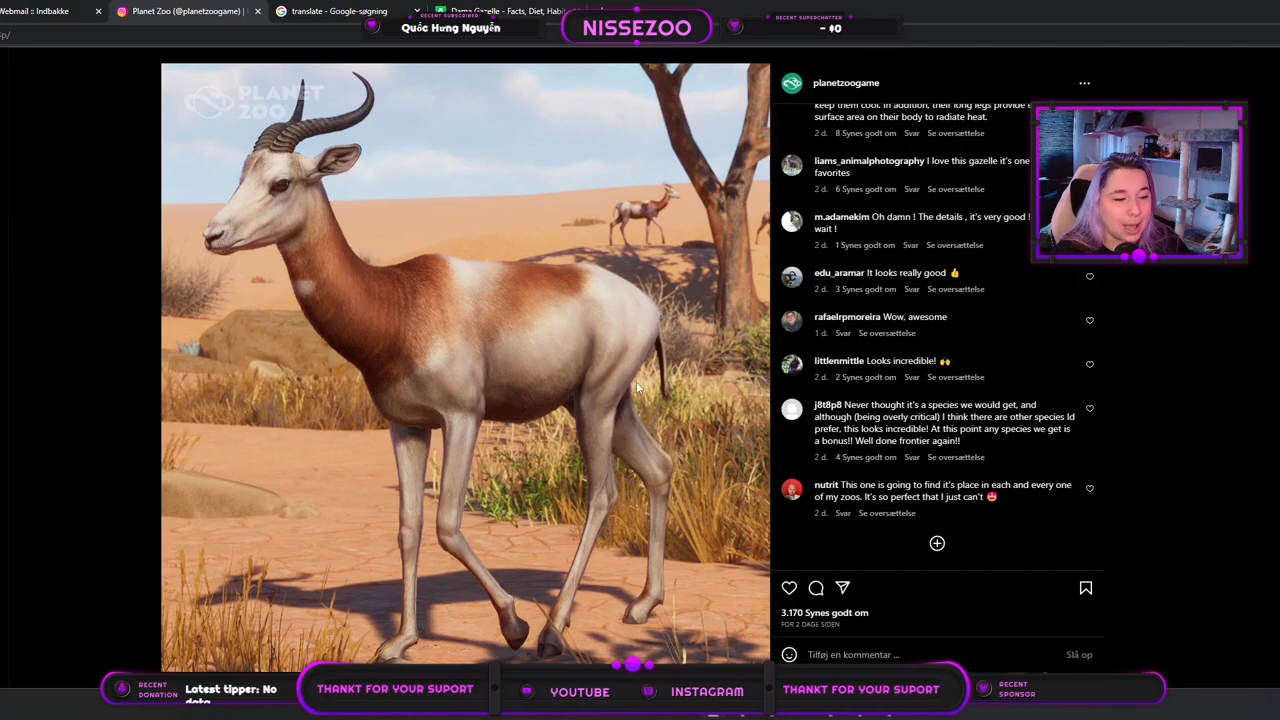 Webmail : Indbakke
Planet Zoo (@planetzoogame) |
translate - Google-søgning
Dama Gazelle - Facts, Diet, Habit
p/
RECENT SUBSCRIBER
Quốc Hưng Nguyễn
NISSEZOO
RECENT SUPERCHATTER
- $0
PLANET
ZOO
planetzoogame
keep them cool. In addition, their long legs provide
surface area on their body to radiate heat.
2 d. 8 Synes godt om Svar Se oversættelse
liams_animalphotography I love this gazelle it's one
favorites
2 d. 6 Synes godt om Svar Se oversættelse
m.adamekim Oh damn ! The details , it's very good !
wait !
2 d. 1 Synes godt om Svar Se oversættelse
edu_aramar It looks really good 👍
2 d. 3 Synes godt om Svar Se oversættelse
rafaelrpmoreira Wow, awesome
1 d. Svar Se oversættelse
littlenmittle Looks incredible! 🙌
2 d. 2 Synes godt om Svar Se oversættelse
j8t8p8 Never thought it's a species we would get, and
although (being overly critical) I think there are other species Id
prefer, this looks incredible! At this point any species we get is
a bonus!! Well done frontier again!!
2 d. 4 Synes godt om Svar Se oversættelse
nutrit This one is going to find it's place in each and every one
of my zoos. It's so perfect that I just can't 🤩
2 d. Svar Se oversættelse
3.170 Synes godt om
FOR 2 DAGE SIDEN
Tilføj en kommentar ...
Slå op
RECENT
DONATION
Latest tipper: No
data
THANKT FOR YOUR SUPORT
YOUTUBE
INSTAGRAM
THANKT FOR YOUR SUPORT
RECENT
SPONSOR